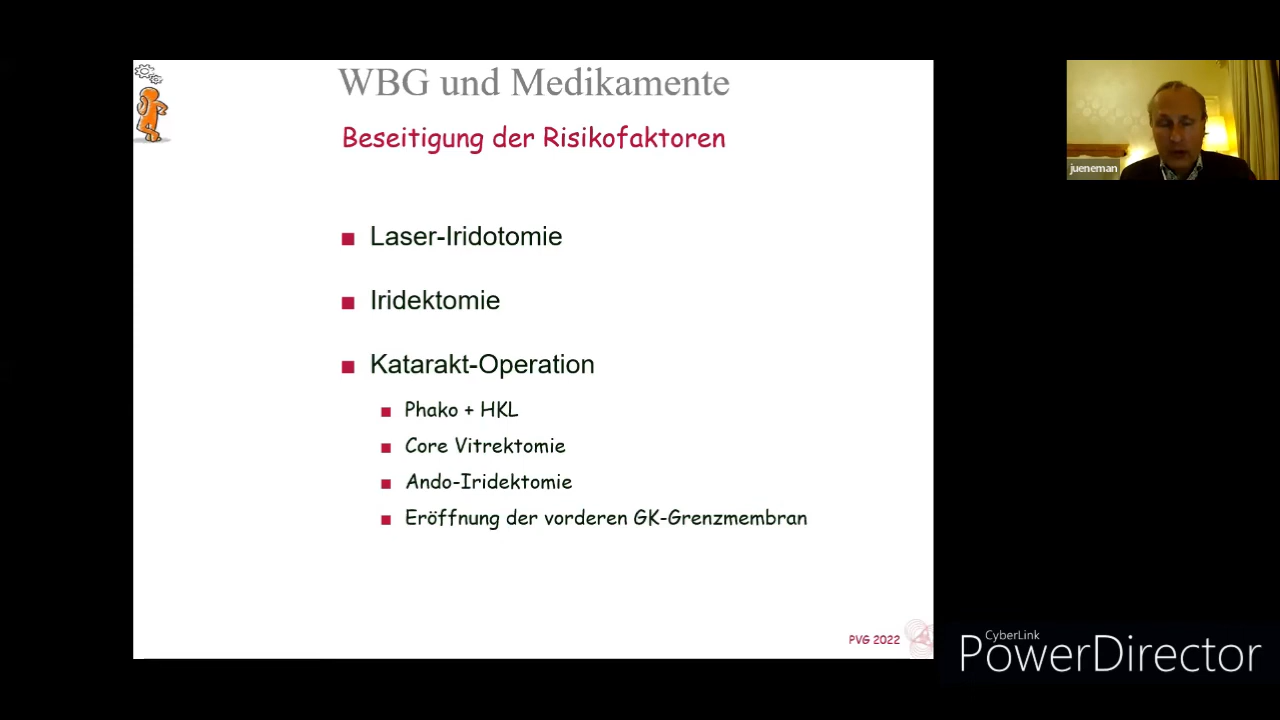 WBG und Medikamente
Beseitigung der Risikofaktoren
Laser-Iridotomie
Iridektomie
Katarakt-Operation
Phako + HKL
Core Vitrektomie
Ando-Iridektomie
Eröffnung der vorderen GK-Grenzmembran
PVG 2022
jueneman
CyberLink
PowerDirector